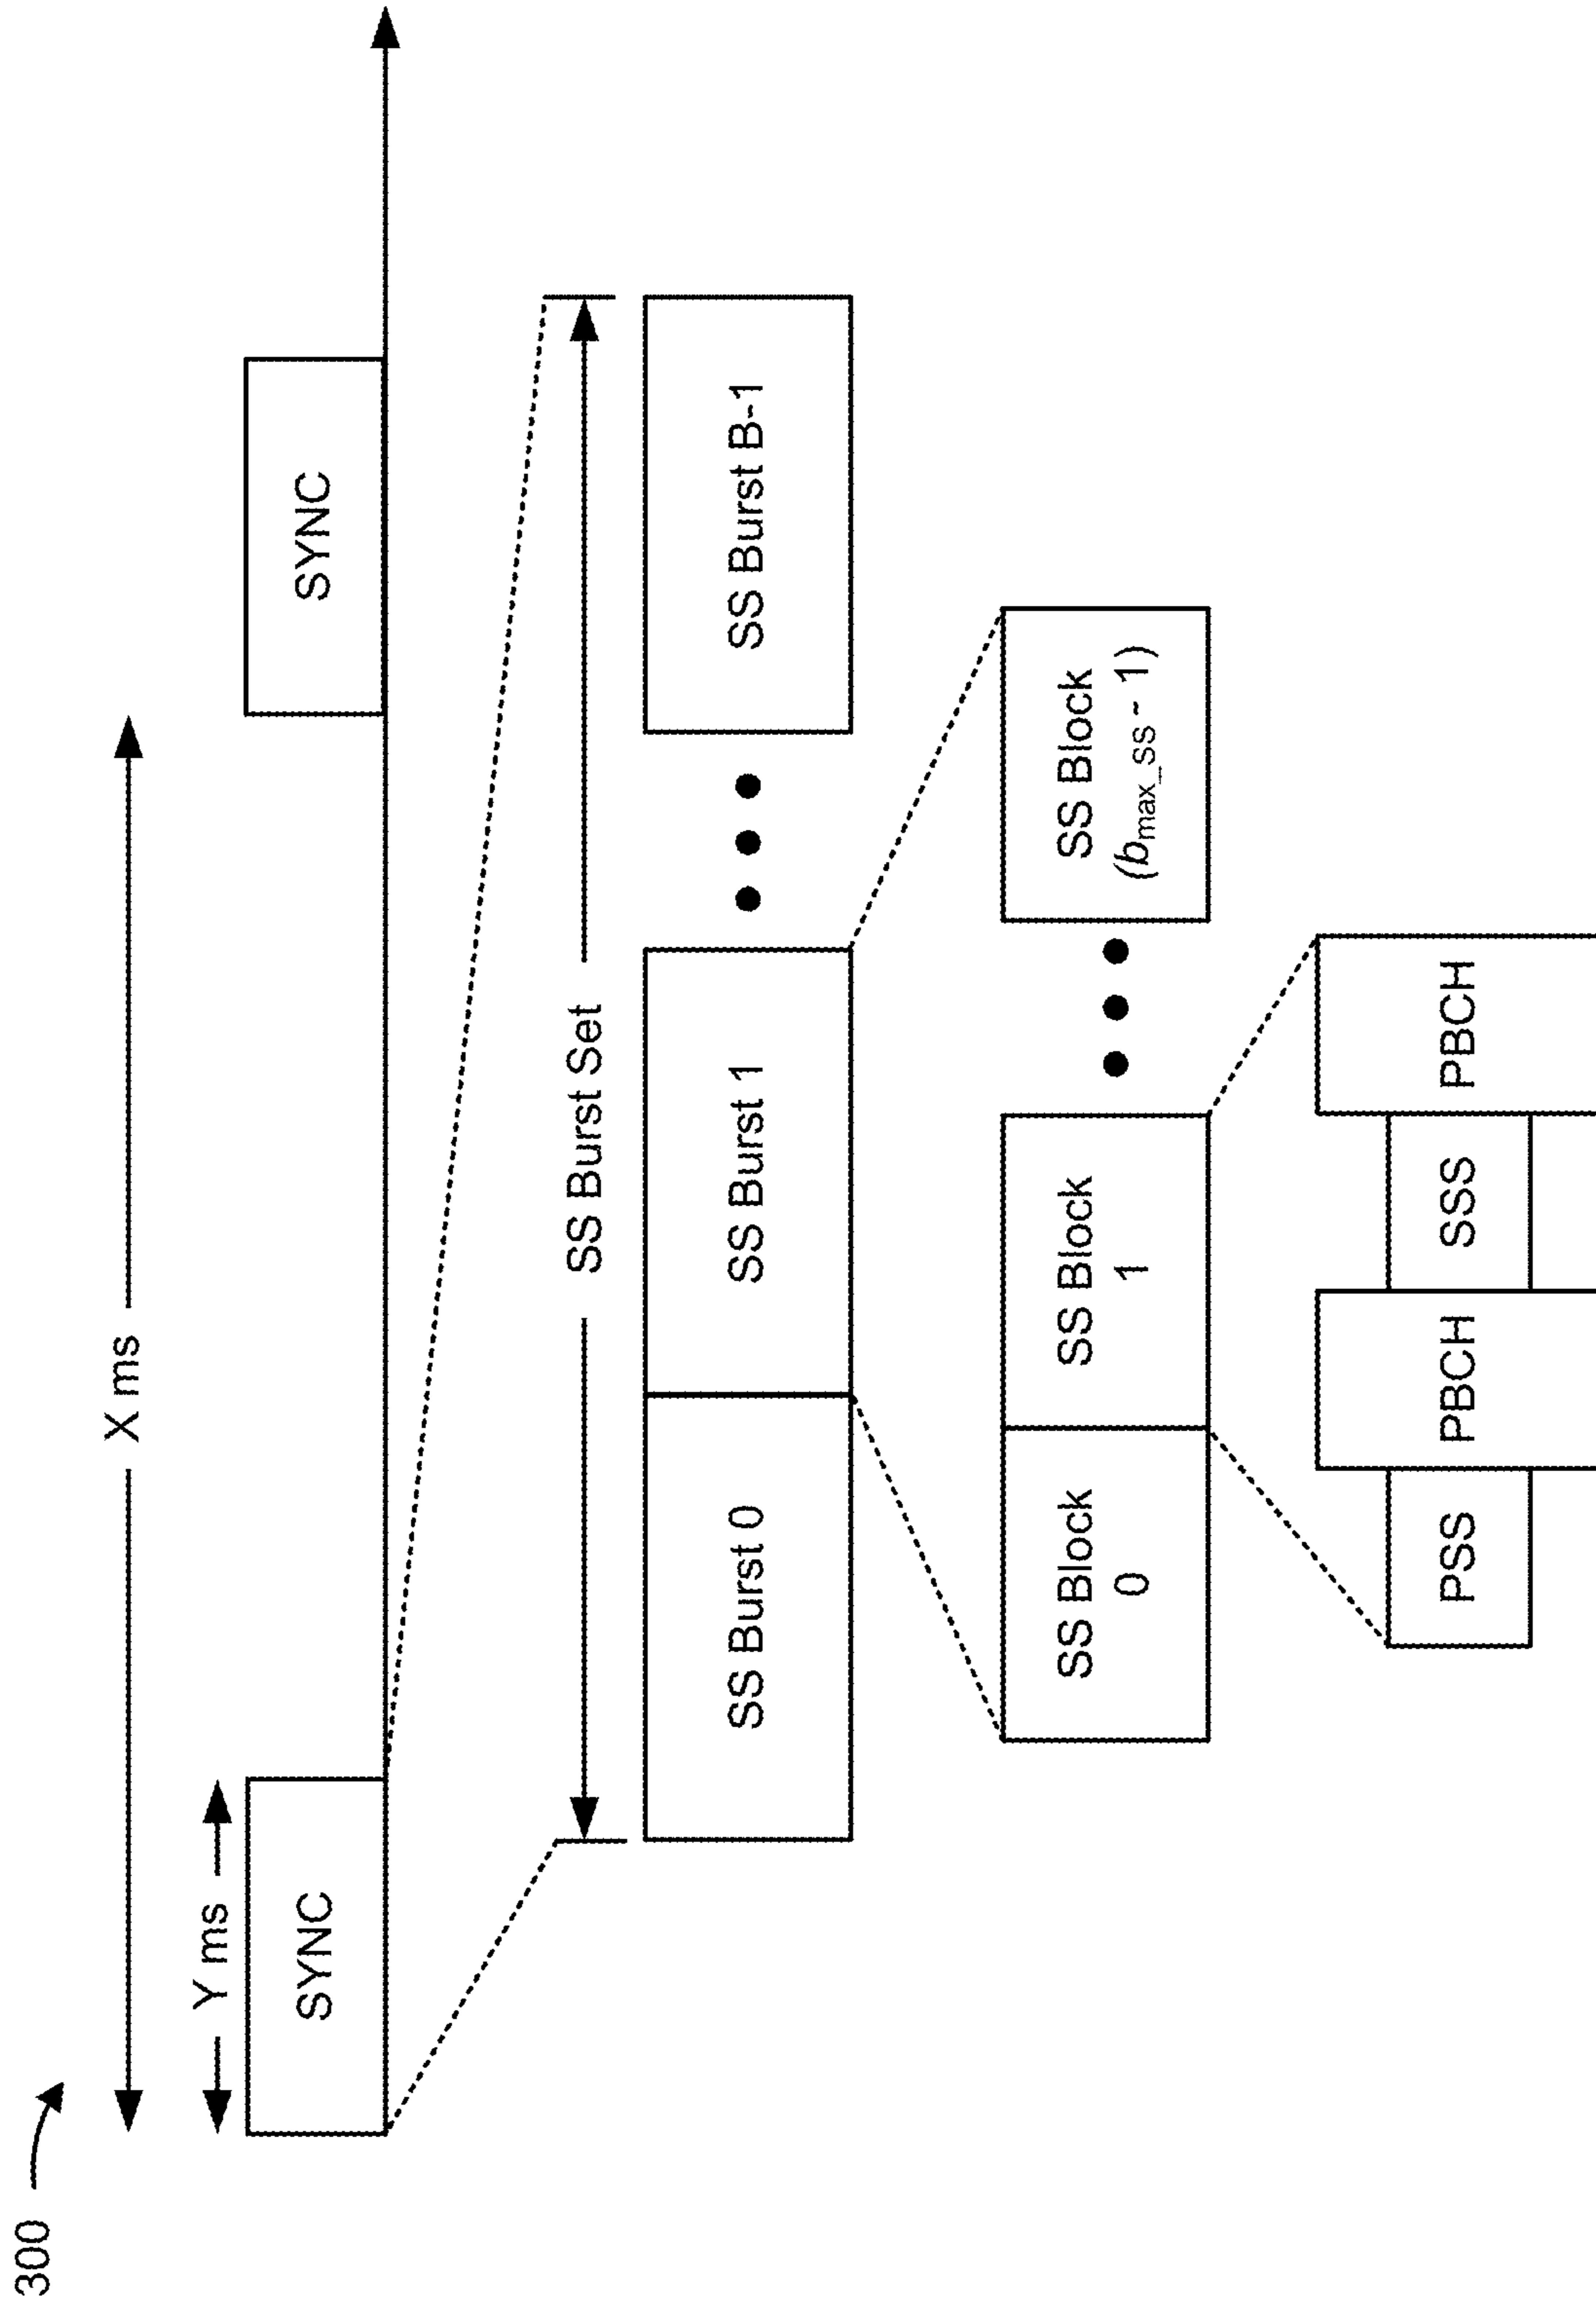 300
X ms
Y ms
SYNC
SYNC
SS Burst Set
SS Burst 0
SS Burst 1
SS Burst B-1
SS Block
0
SS Block
1
SS Block
(bmax_ss - 1)
PSS
PBCH
SSS
PBCH